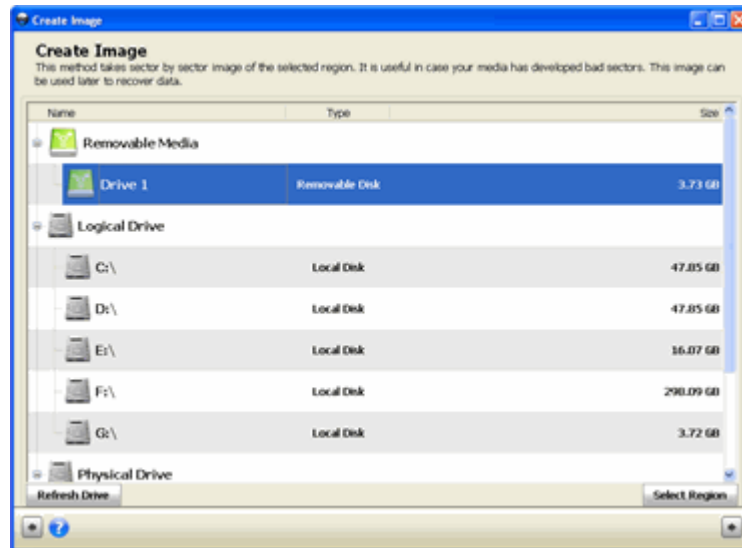 Create Image
Create Image
This method takes sector by sector image of the selected region. It is useful in case your media has developed bad sectors. This image can
be used later to recover data.
Name Type Size
Removable Media
Drive 1 Removable Disk 3.73 GB
Logical Drive
C:\ Local Disk 47.85 GB
D:\ Local Disk 47.85 GB
E:\ Local Disk 16.07 GB
F:\ Local Disk 298.09 GB
G:\ Local Disk 3.72 GB
Physical Drive
Refresh Drive Select Region